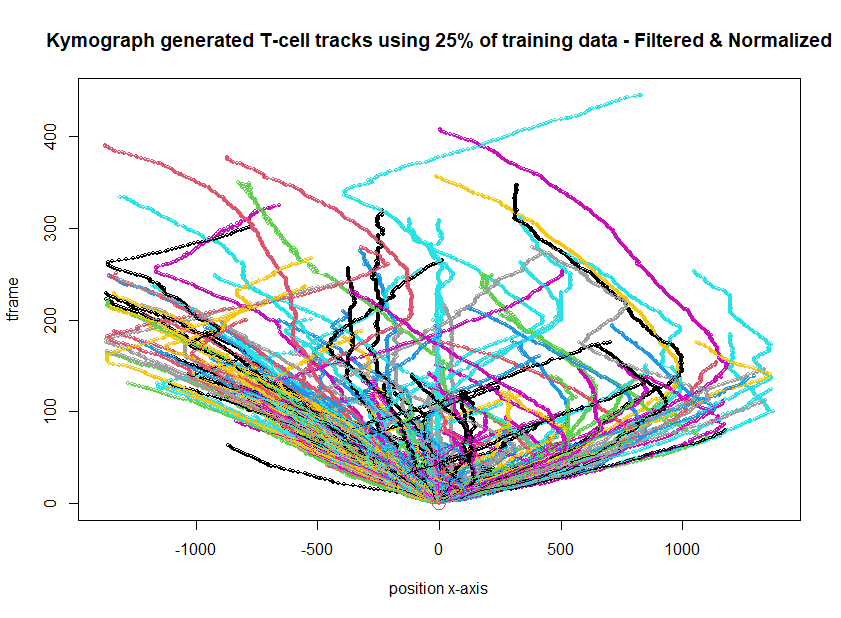 Kymograph generated T-cell tracks using 25% of training data - Filtered & Normalized
400
300
200
100
0
tframe
-1000 -500 0 500 1000
position x-axis